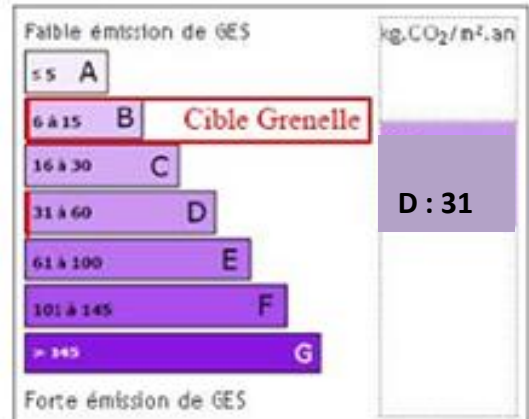 Faible émission de GES
kg.CO₂/m².an
≤ 5 A
6 à 15 B Cible Grenelle
16 à 30 C
31 à 60 D
D : 31
61 à 100 E
101 à 145 F
> 145 G
Forte émission de GES